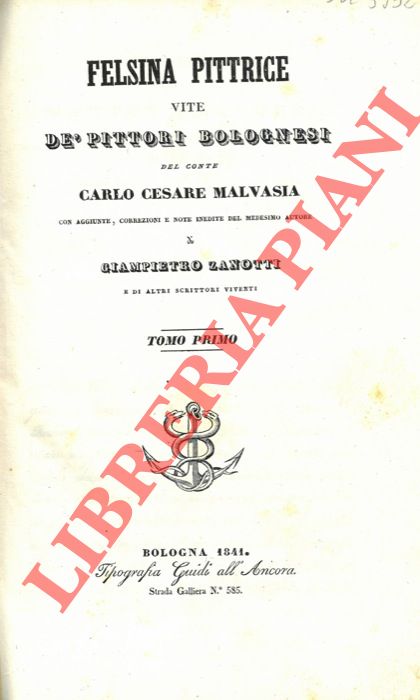 FELSINA PITTRICE
VITE
DE' PITTORI BOLOGNESI
DEL CONTE
CARLO CESARE MALVASIA
CON AGGIUNTE, CORREZIONI E NOTE INEDITE DEL MEDESIMO AUTORE
DI
GIAMPIETRO ZANOTTI
E DI ALTRI SCRITTORI VIVENTI
TOMO PRIMO
BOLOGNA 1841.
Tipografia Guidi all' Ancora.
Strada Galliera N.° 585.
LIBRERIA PIANI